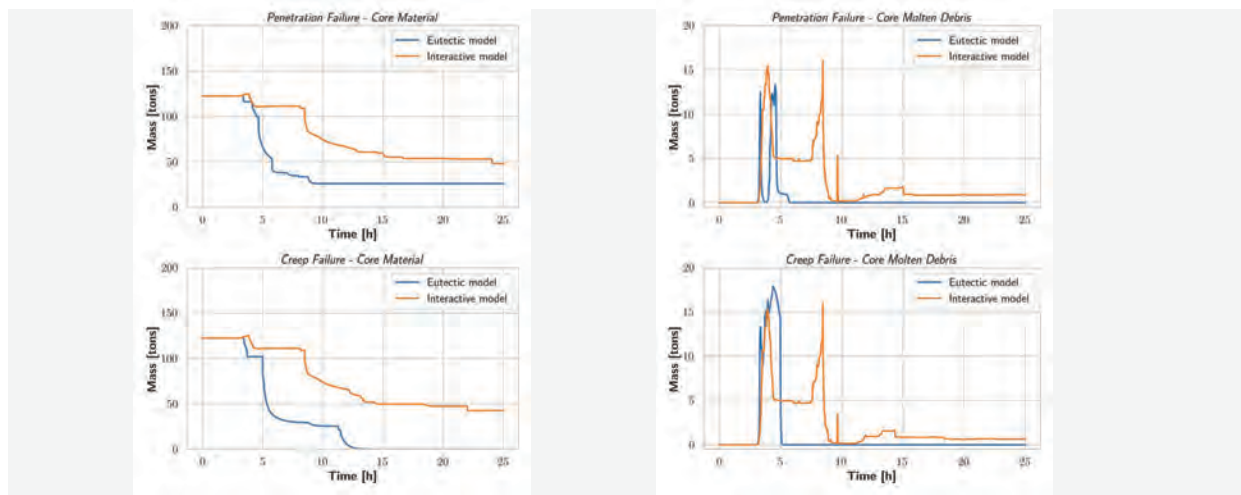 Penetration Failure - Core Material
200
150
100
50
0
Mass [tons]
Eutectic model
Interactive model
0 5 10 15 20 25
Time [h]
Penetration Failure - Core Molten Debris
20
15
10
5
0
Mass [tons]
Eutectic model
Interactive model
0 5 10 15 20 25
Time [h]
Creep Failure - Core Material
200
150
100
50
0
Mass [tons]
Eutectic model
Interactive model
0 5 10 15 20 25
Time [h]
Creep Failure - Core Molten Debris
20
15
10
5
0
Mass [tons]
Eutectic model
Interactive model
0 5 10 15 20 25
Time [h]